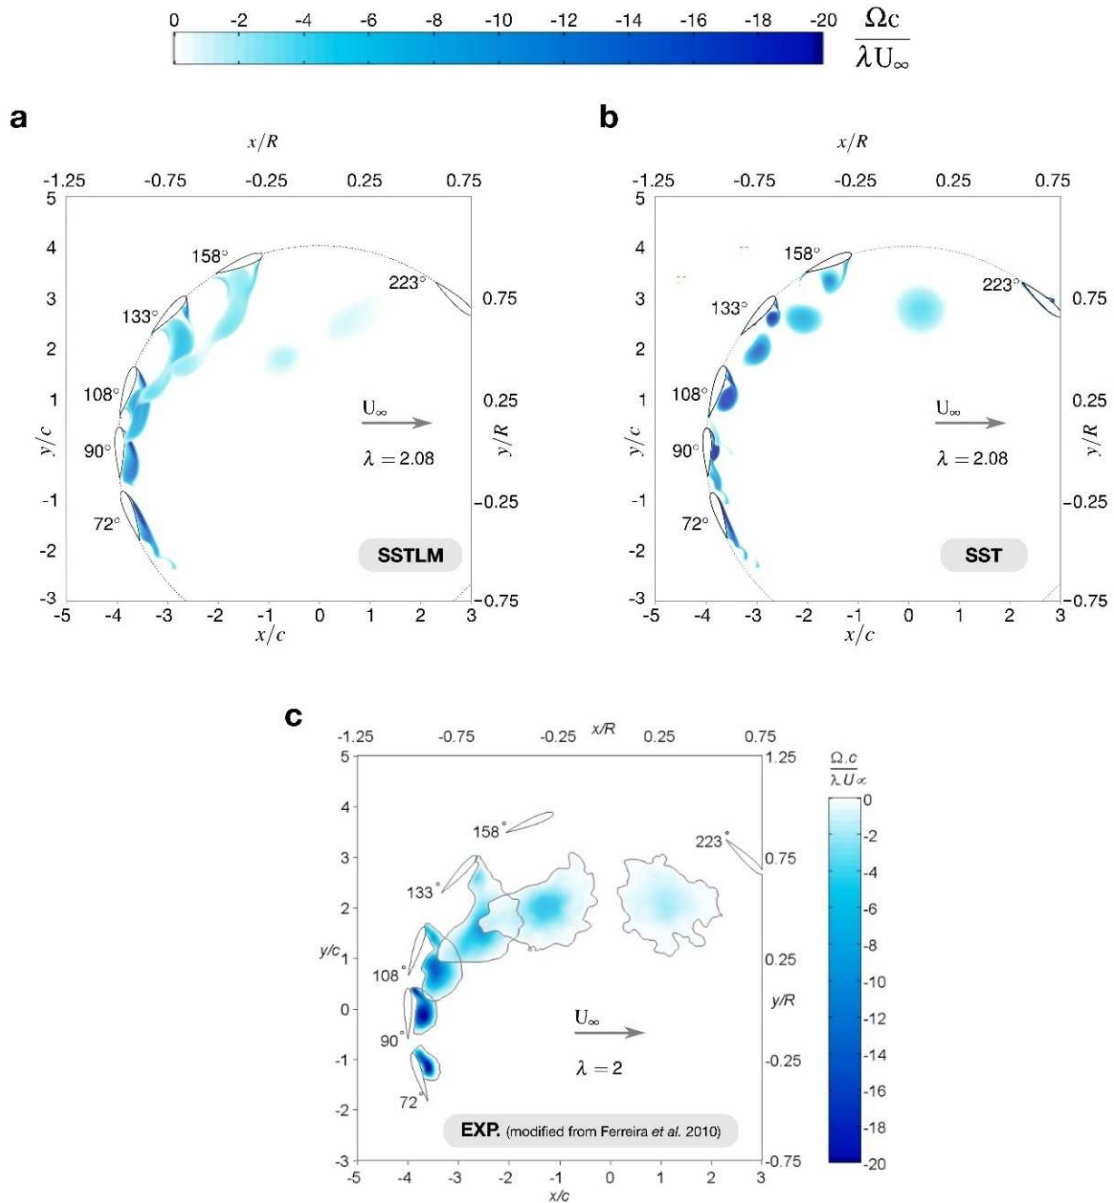 0 -2 -4 -6 -8 -10 -12 -14 -16 -18 -20
Ωc
λU∞
a
x/R
-1.25 -0.75 -0.25 0.25 0.75
5
4
3
2
1
0
-1
-2
-3
y/c
158°
133°
108°
90°
72°
223°
0.75
0.25
-0.25
-0.75
y/R
U∞
λ = 2.08
SSTLM
-5 -4 -3 -2 -1 0 1 2 3
x/c
b
x/R
-1.25 -0.75 -0.25 0.25 0.75
5
4
3
2
1
0
-1
-2
-3
y/c
158°
133°
108°
90°
72°
223°
0.75
0.25
-0.25
-0.75
y/R
U∞
λ = 2.08
SST
-5 -4 -3 -2 -1 0 1 2 3
x/c
c
x/R
-1.25 -0.75 -0.25 0.25 0.75
5
4
3
2
1
0
-1
-2
-3
y/c
158°
133°
108°
90°
72°
223°
1.25
0.75
0.25
-0.25
-0.75
y/R
U∞
λ = 2
EXP. (modified from Ferreira et al. 2010)
-5 -4 -3 -2 -1 0 1 2 3
x/c
Ω.c
λ.U∞
0
-2
-4
-6
-8
-10
-12
-14
-16
-18
-20